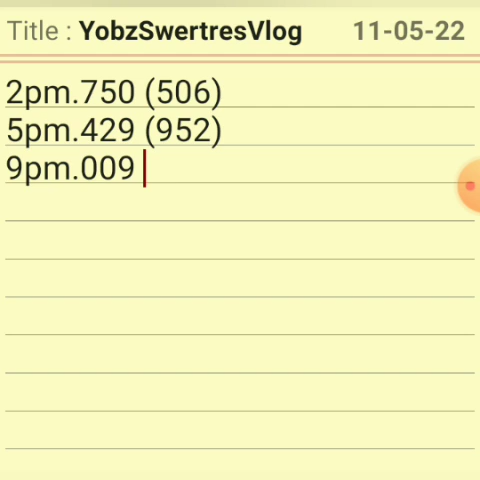 Title : YobzSwertresVlog 11-05-22
2pm.750 (506)
5pm.429 (952)
9pm.009